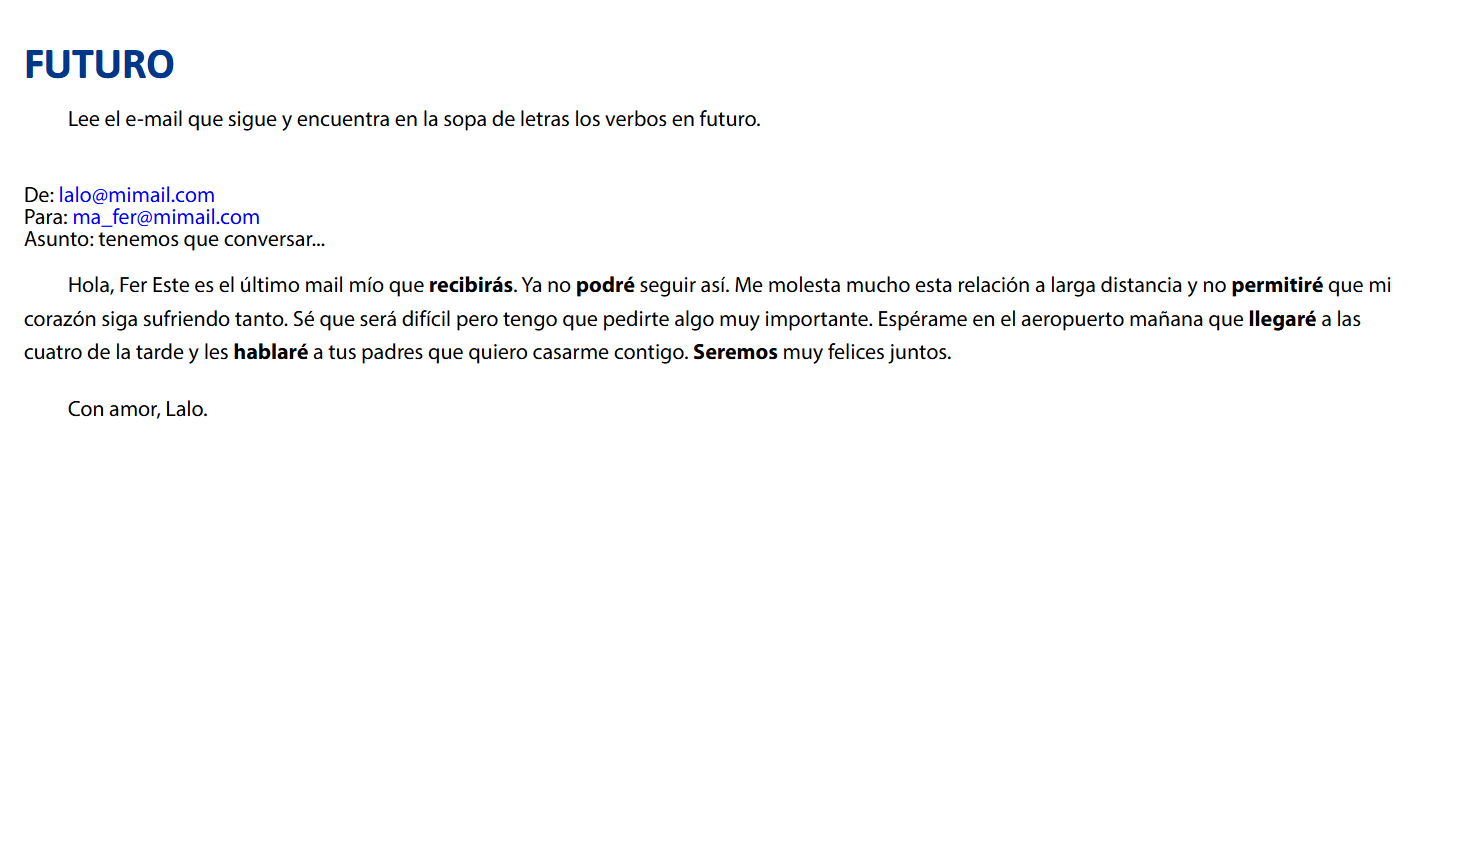 FUTURO
Lee el e-mail que sigue y encuentra en la sopa de letras los verbos en futuro.
De: lalo@mimail.com
Para: ma_fer@mimail.com
Asunto: tenemos que conversar...
Hola, Fer Este es el último mail mío que recibirás. Ya no podré seguir así. Me molesta mucho esta relación a larga distancia y no permitiré que mi
corazón siga sufriendo tanto. Sé que será difícil pero tengo que pedirte algo muy importante. Espérame en el aeropuerto mañana que llegaré a las
cuatro de la tarde y les hablaré a tus padres que quiero casarme contigo. Seremos muy felices juntos.
Con amor, Lalo.